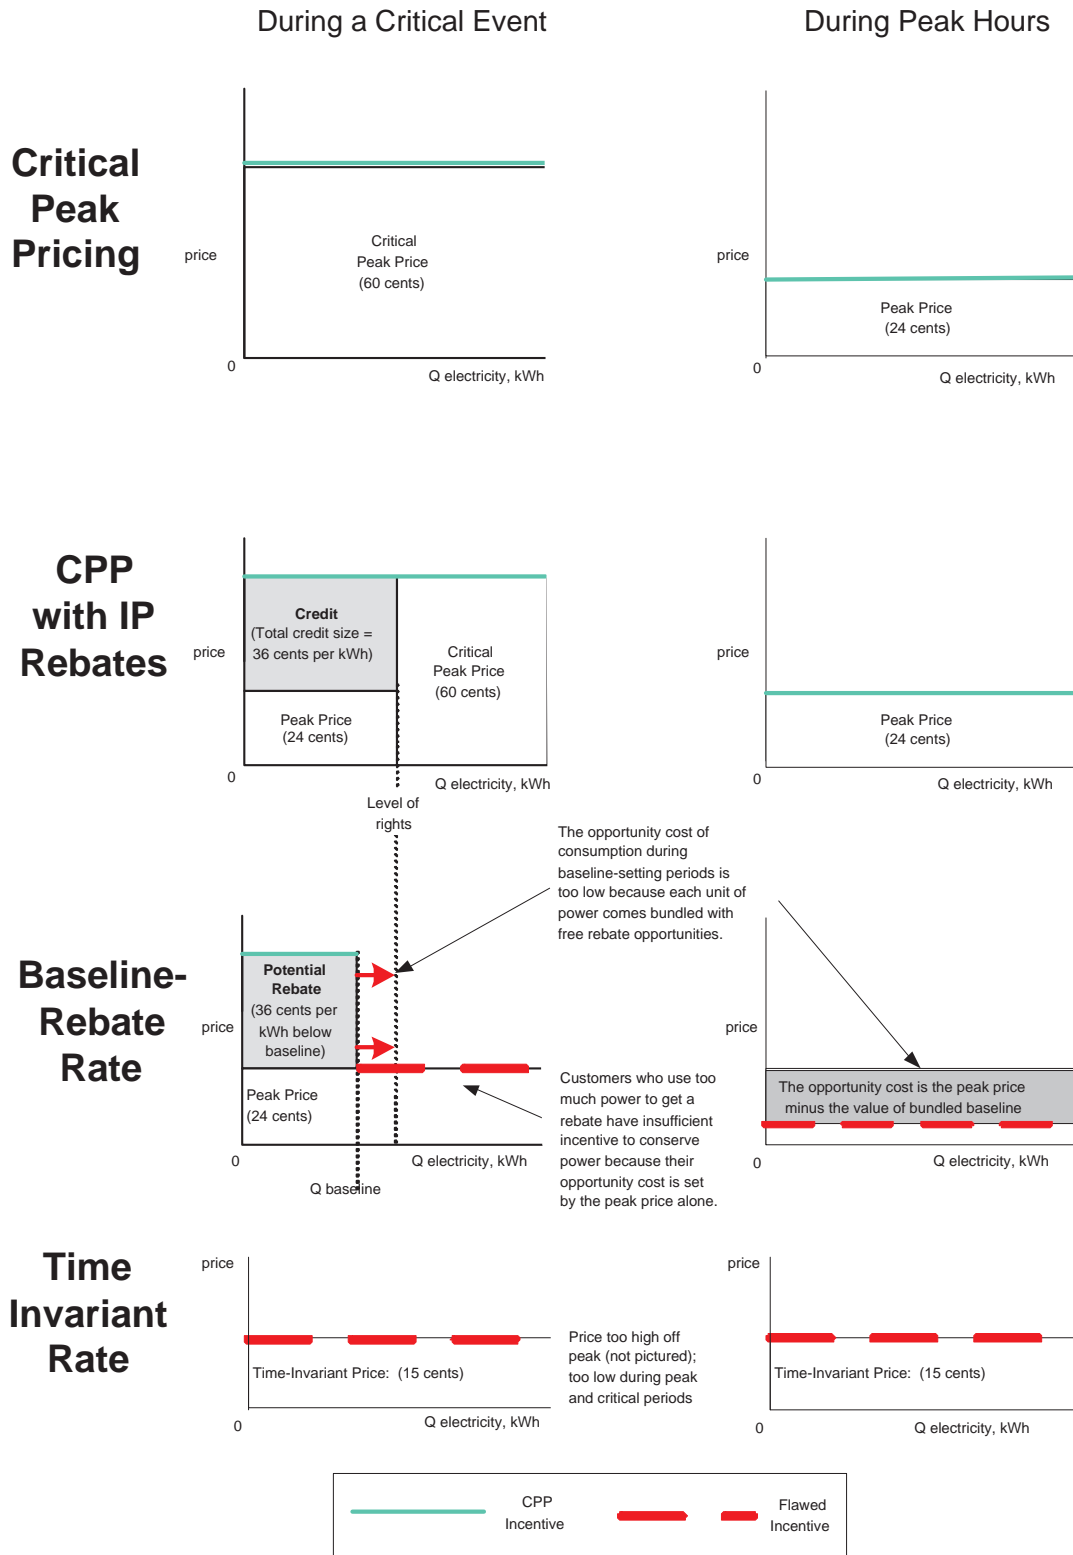 During a Critical Event
During Peak Hours
Critical
Peak
Pricing
price
Critical
Peak Price
(60 cents)
0
Q electricity, kWh
price
Peak Price
(24 cents)
0
Q electricity, kWh
CPP
with IP
Rebates
price
Credit
(Total credit size =
36 cents per kWh)
Critical
Peak Price
(60 cents)
Peak Price
(24 cents)
0
Q electricity, kWh
Level of
rights
price
Peak Price
(24 cents)
0
Q electricity, kWh
The opportunity cost of
consumption during
baseline-setting periods is
too low because each unit of
power comes bundled with
free rebate opportunities.
Baseline-
Rebate
Rate
price
Potential
Rebate
(36 cents per
kWh below
baseline)
Peak Price
(24 cents)
0
Q electricity, kWh
Q baseline
Customers who use too
much power to get a
rebate have insufficient
incentive to conserve
power because their
opportunity cost is set
by the peak price alone.
price
The opportunity cost is the peak price
minus the value of bundled baseline
0
Q electricity, kWh
Time
Invariant
Rate
price
Time-Invariant Price:  (15 cents)
0
Q electricity, kWh
Price too high off
peak (not pictured);
too low during peak
and critical periods
price
Time-Invariant Price:  (15 cents)
0
Q electricity, kWh
CPP
Incentive
Flawed
Incentive